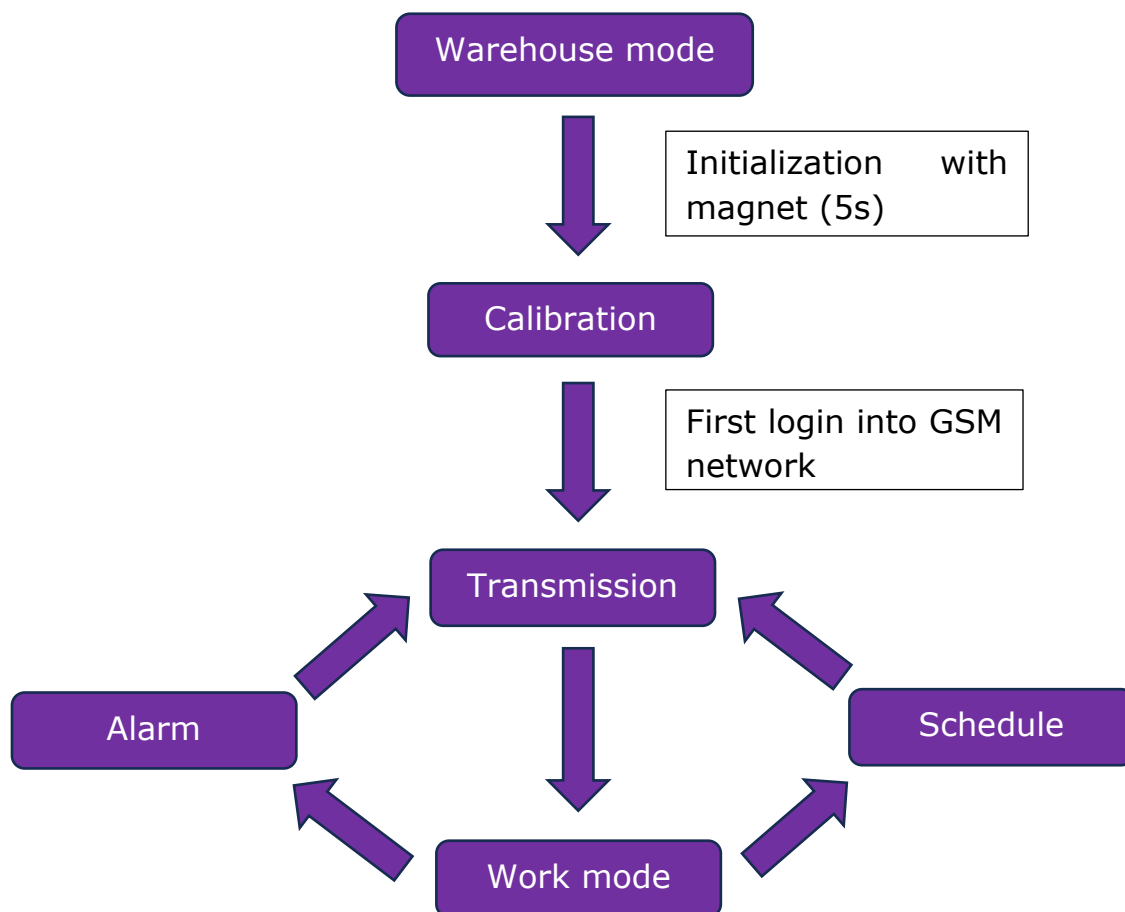 Warehouse mode
Initialization with
magnet (5s)
Calibration
First login into GSM
network
Transmission
Alarm
Schedule
Work mode